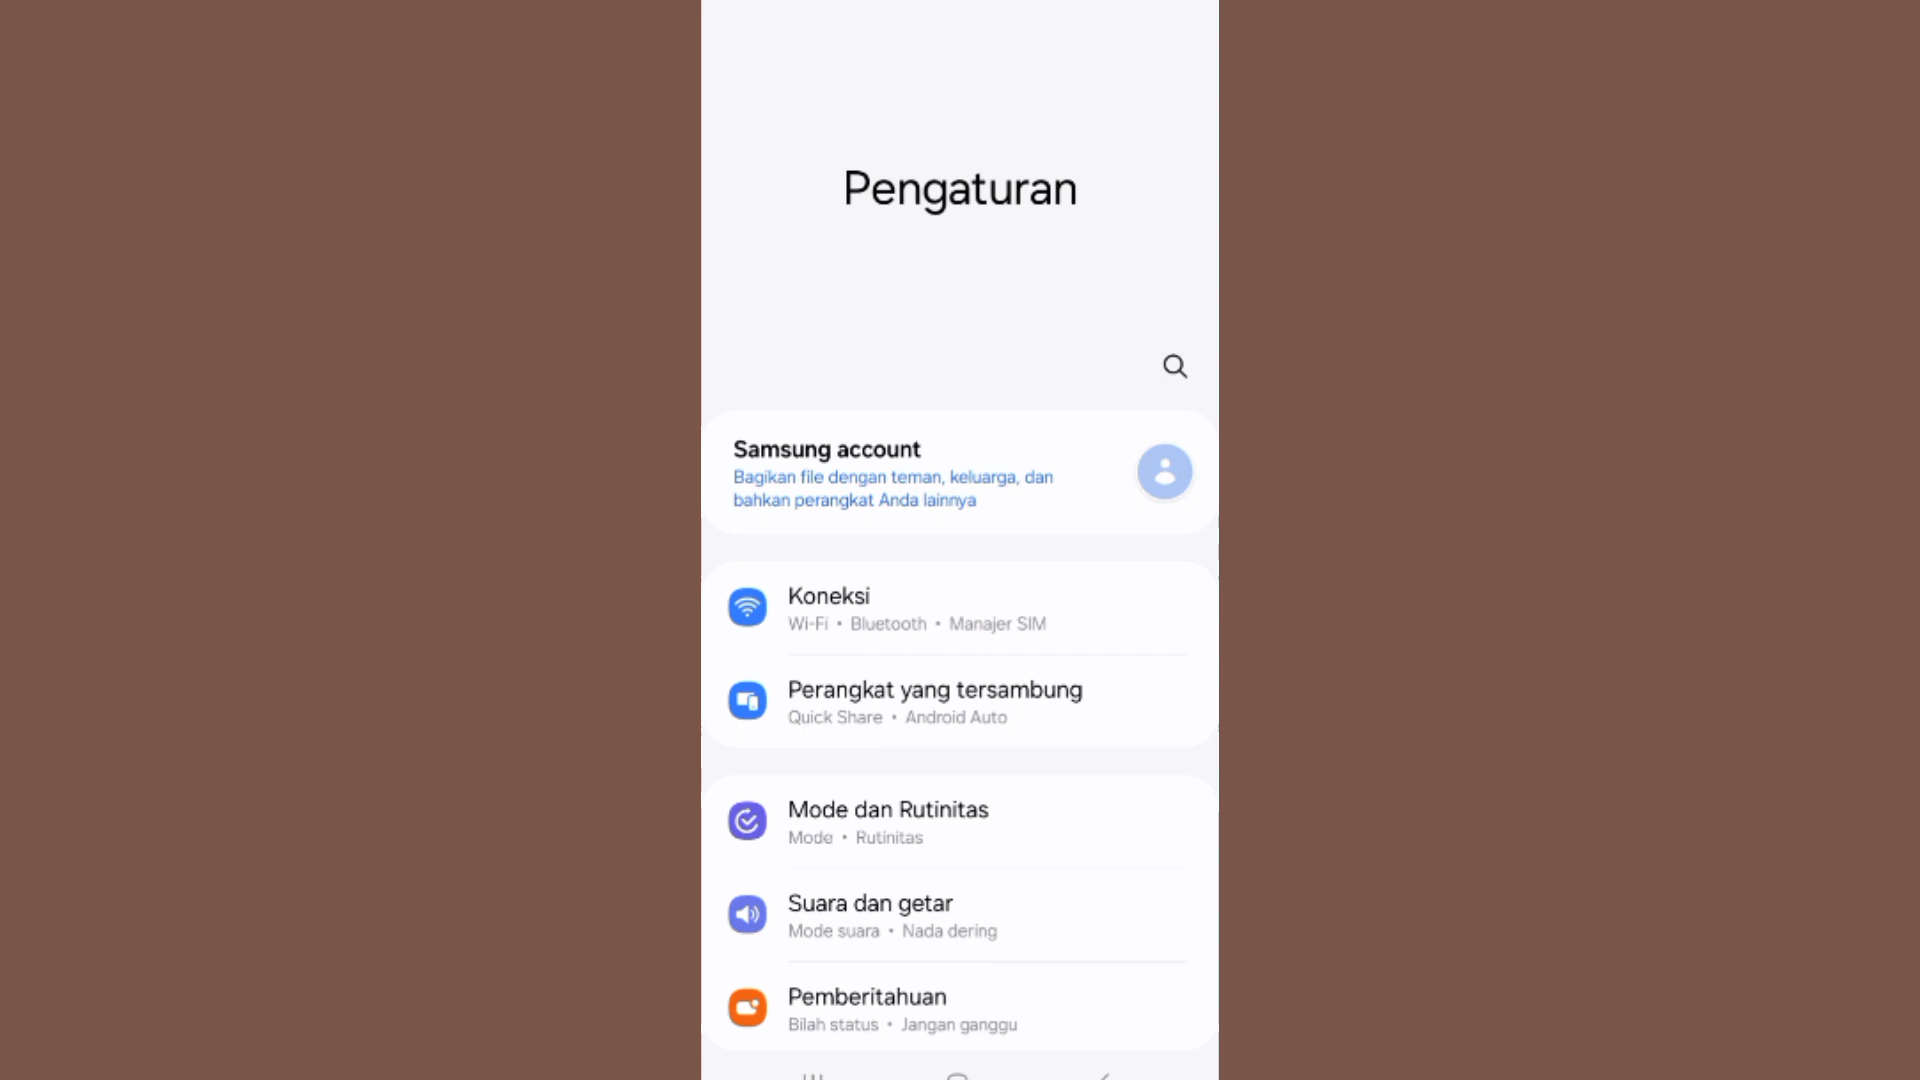 Pengaturan
Samsung account
Bagikan file dengan teman, keluarga, dan
bahkan perangkat Anda lainnya
Koneksi
Wi-Fi • Bluetooth • Manajer SIM
Perangkat yang tersambung
Quick Share • Android Auto
Mode dan Rutinitas
Mode • Rutinitas
Suara dan getar
Mode suara • Nada dering
Pemberitahuan
Bilah status • Jangan ganggu